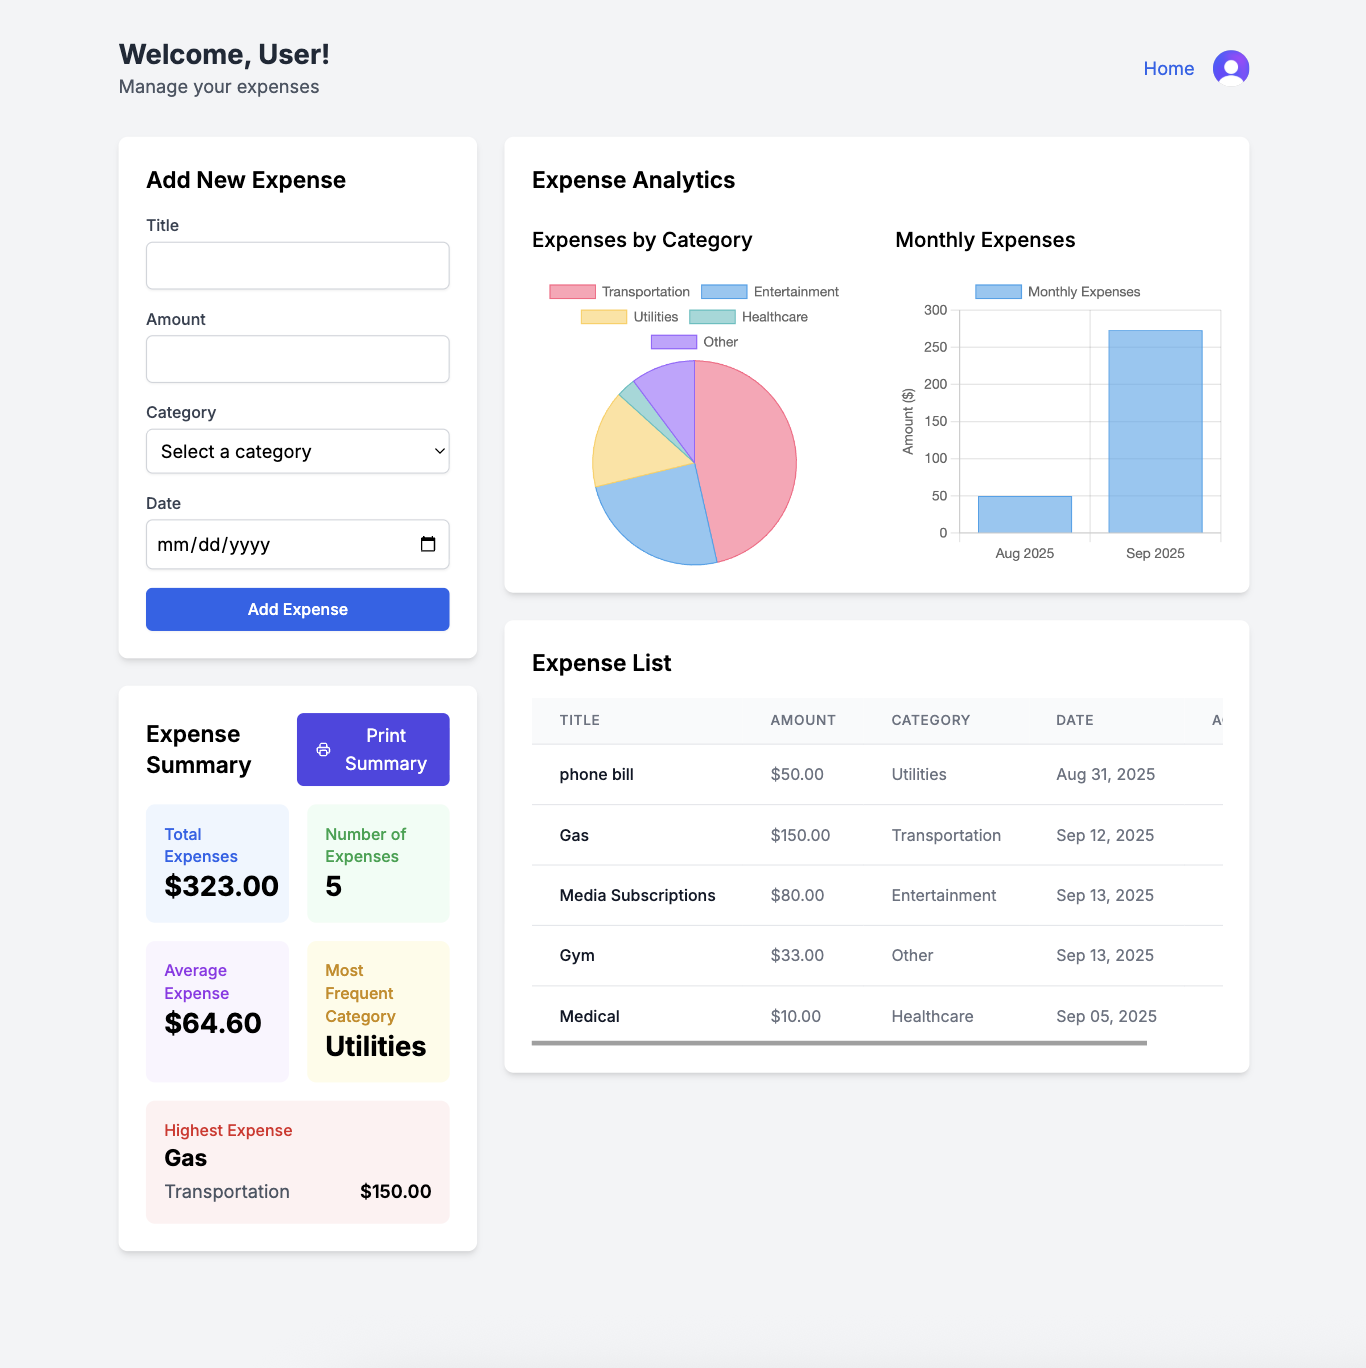 Welcome, User!
Manage your expenses
Home
Add New Expense
Title
Amount
Category
Select a category
Date
mm/dd/yyyy
Add Expense
Expense
Summary
Print
Summary
Total
Expenses
$323.00
Number of
Expenses
5
Average
Expense
$64.60
Most
Frequent
Category
Utilities
Highest Expense
Gas
Transportation $150.00
Expense Analytics
Expenses by Category
Transportation Entertainment
Utilities Healthcare
Other
Monthly Expenses
Monthly Expenses
Amount ($)
300
250
200
150
100
50
0
Aug 2025 Sep 2025
Expense List
TITLE AMOUNT CATEGORY DATE
phone bill $50.00 Utilities Aug 31, 2025
Gas $150.00 Transportation Sep 12, 2025
Media Subscriptions $80.00 Entertainment Sep 13, 2025
Gym $33.00 Other Sep 13, 2025
Medical $10.00 Healthcare Sep 05, 2025